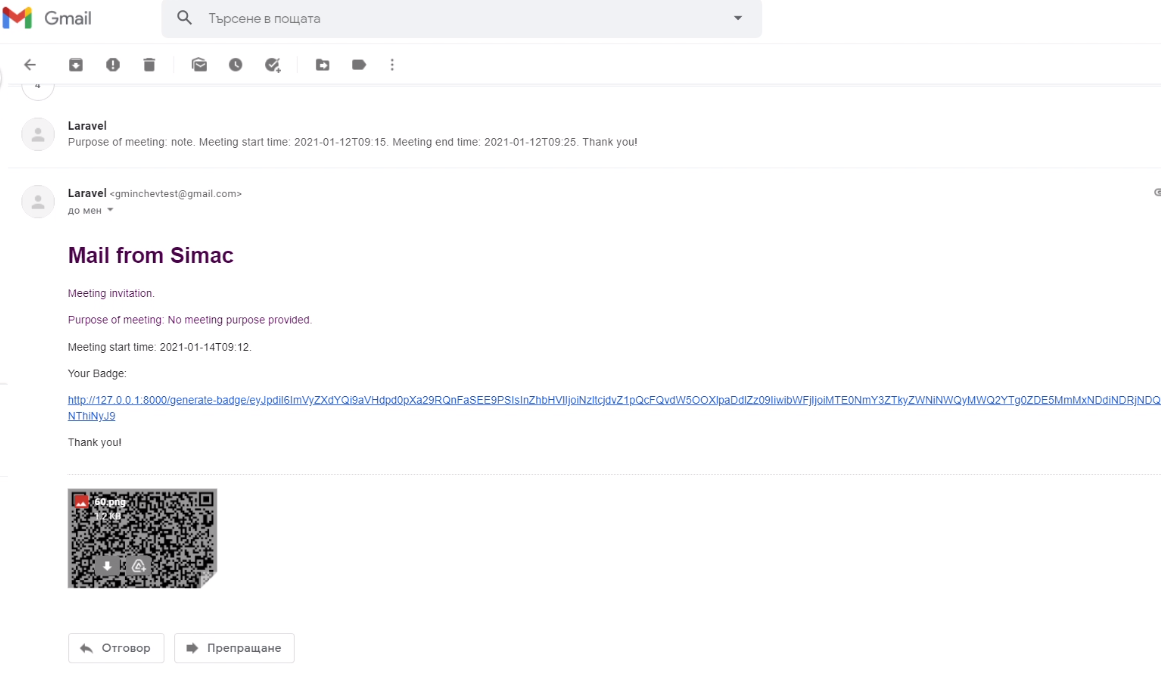 Gmail
Търсене в пощата
4
Laravel
Purpose of meeting: note. Meeting start time: 2021-01-12T09:15. Meeting end time: 2021-01-12T09:25. Thank you!
Laravel <gminchevtest@gmail.com>
до мен
Mail from Simac
Meeting invitation.
Purpose of meeting: No meeting purpose provided.
Meeting start time: 2021-01-14T09:12.
Your Badge:
http://127.0.0.1:8000/generate-badge/eyJpdiI6ImVyZXdYQi9aVHdpd0pXa29RQnFaSEE9PSIsInZhbHVlIjoiNzltcjdvZ1pQcFQvdW5OOXlpaDdlZz09IiwibWFjIjoiMTE0NmY3ZTkyZWNiNWQyMWQ2YTg0ZDE5MmMxNDdiNDRjNDQ
NThiNyJ9
Thank you!
60.png
Отговор
Препращане